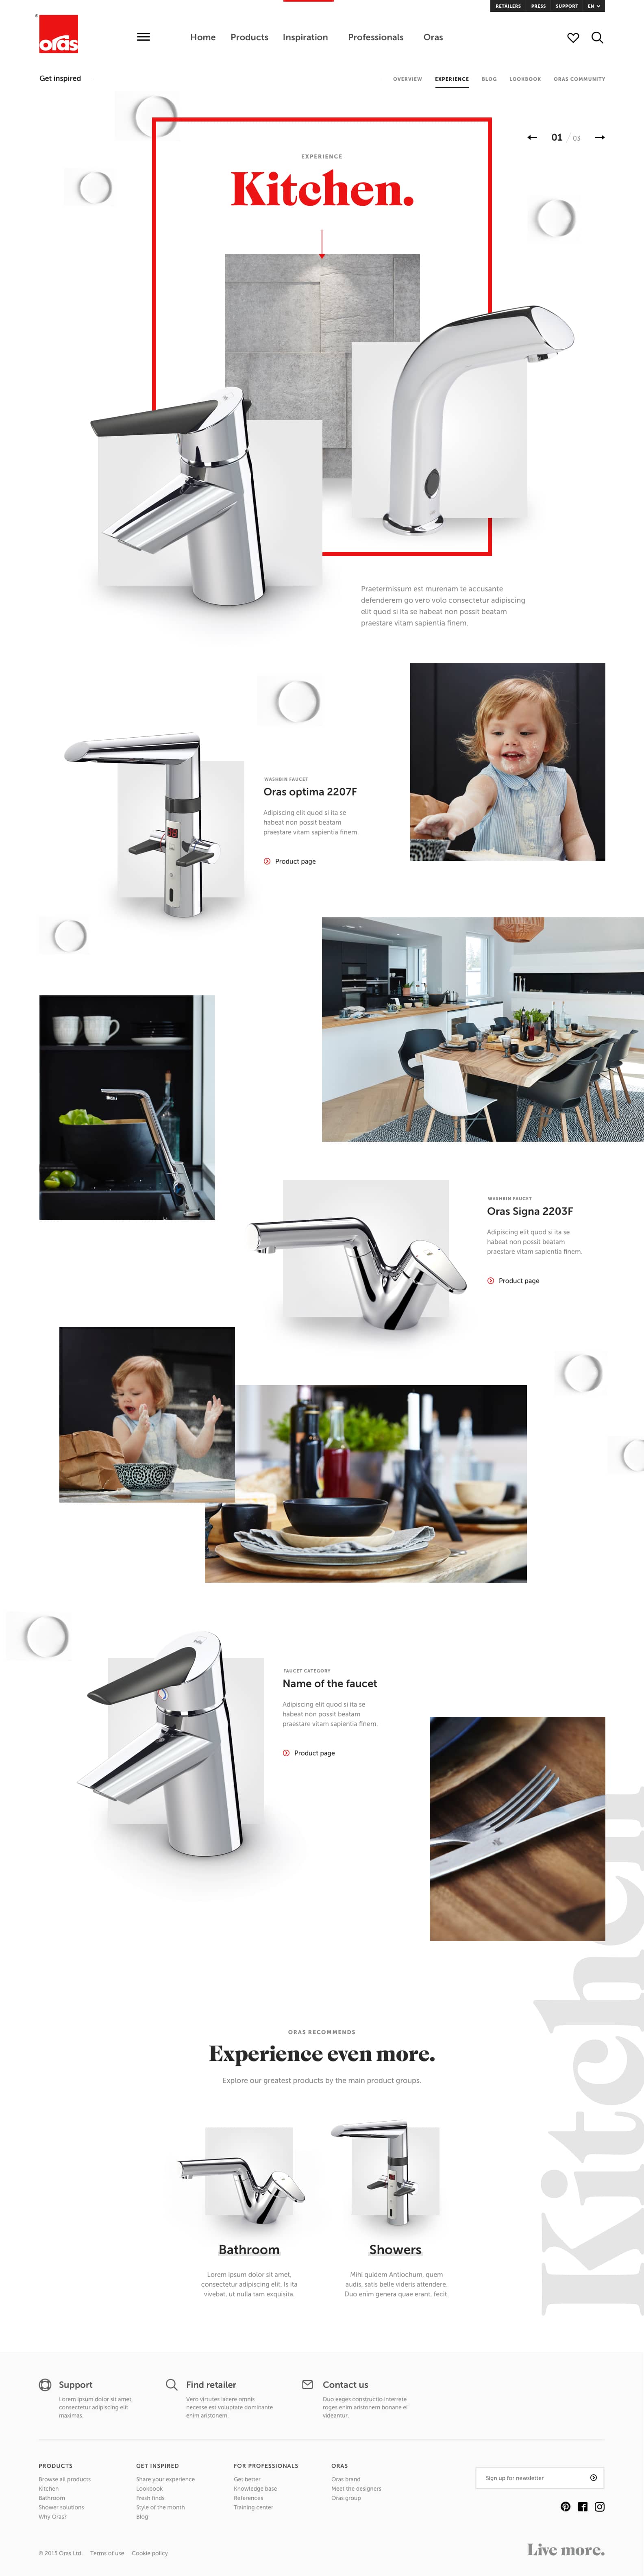 RETAILERS PRESS SUPPORT EN
oras
Home Products Inspiration Professionals Oras
Get inspired
OVERVIEW EXPERIENCE BLOG LOOKBOOK ORAS COMMUNITY
01 / 03
EXPERIENCE
Kitchen.
Praetermissum est murenam te accusante
defenderem go vero volo consectetur adipiscing
elit quod si ita se habeat non possit beatam
praestare vitam sapientia finem.
WASHBIN FAUCET
Oras optima 2207F
Adipiscing elit quod si ita se
habeat non possit beatam
praestare vitam sapientia finem.
Product page
WASHBIN FAUCET
Oras Signa 2203F
Adipiscing elit quod si ita se
habeat non possit beatam
praestare vitam sapientia finem.
Product page
FAUCET CATEGORY
Name of the faucet
Adipiscing elit quod si ita se
habeat non possit beatam
praestare vitam sapientia finem.
Product page
Kitchen
ORAS RECOMMENDS
Experience even more.
Explore our greatest products by the main product groups.
Bathroom
Lorem ipsum dolor sit amet,
consectetur adipiscing elit. Is ita
vivebat, ut nulla tam exquisita.
Showers
Mihi quidem Antiochum, quem
audis, satis belle videris attendere.
Duo enim genera quae erant, fecit.
Support
Lorem ipsum dolor sit amet,
consectetur adipiscing elit
maximas.
Find retailer
Vero virtutes iacere omnis
necesse est voluptate dominante
enim aristonem.
Contact us
Duo eeges constructio interrete
roges enim aristonem bonane ei
videantur.
PRODUCTS
Browse all products
Kitchen
Bathroom
Shower solutions
Why Oras?
GET INSPIRED
Share your experience
Lookbook
Fresh finds
Style of the month
Blog
FOR PROFESSIONALS
Get better
Knowledge base
References
Training center
ORAS
Oras brand
Meet the designers
Oras group
Sign up for newsletter
© 2015 Oras Ltd. Terms of use Cookie policy
Live more.